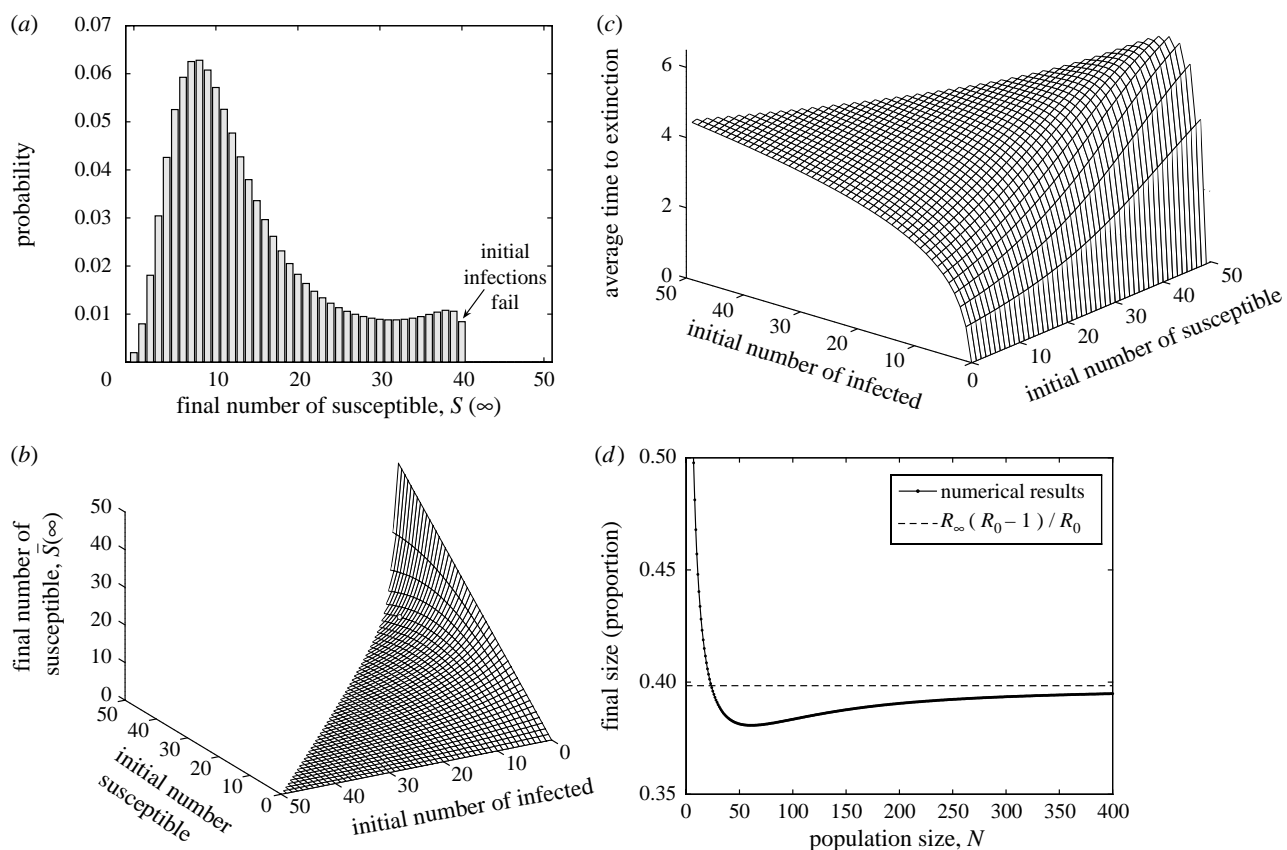 (a)
0.07
0.06
0.05
0.04
0.03
0.02
0.01
0
10
20
30
40
50
probability
final number of susceptible, S (∞)
initial
infections
fail
(c)
6
4
2
0
average time to extinction
50
40
30
20
10
0
initial number of infected
10
20
30
40
50
initial number of susceptible
(b)
50
40
30
20
10
0
final number of
susceptible, S̄(∞)
50
40
30
20
10
0
initial number
susceptible
50
40
30
20
10
0
initial number of infected
(d)
0.50
0.45
0.40
0.35
final size (proportion)
numerical results
R∞ ( R0 – 1 ) / R0
0
50
100
150
200
250
300
350
400
population size, N